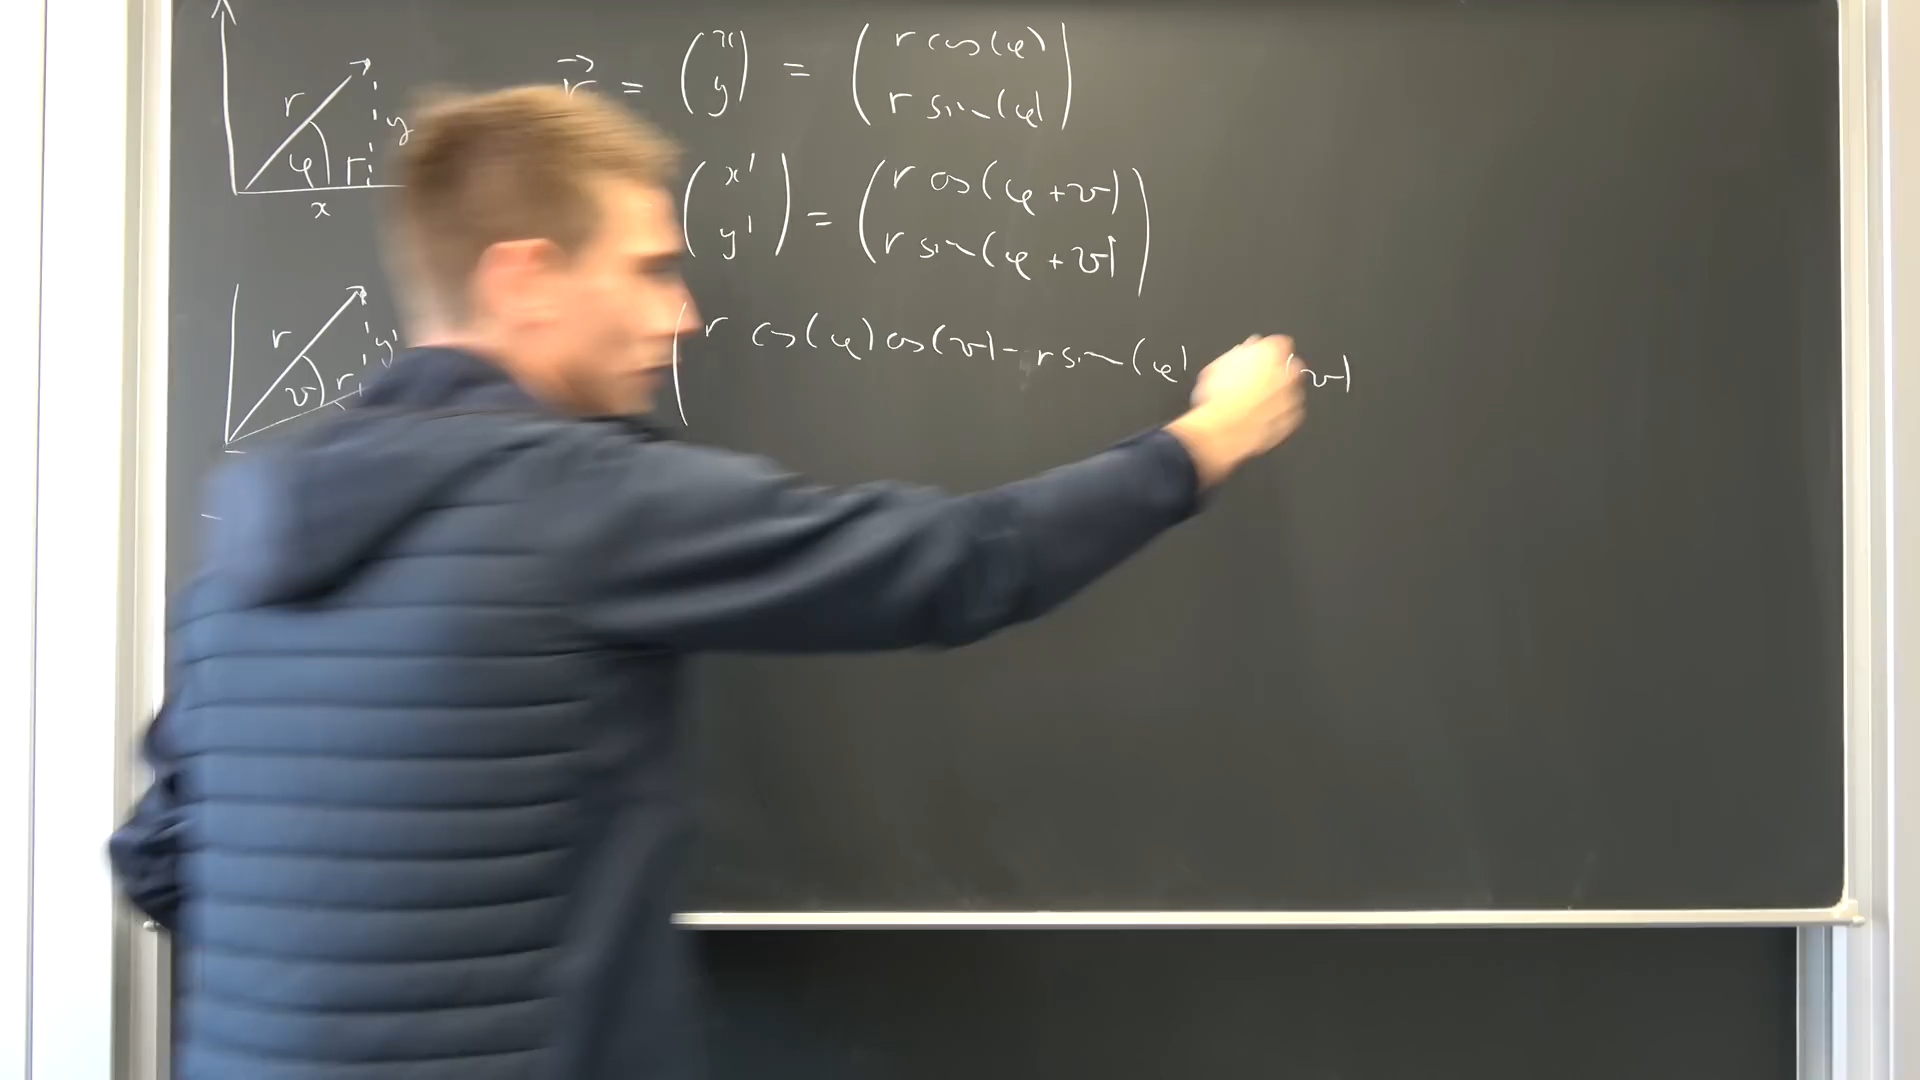 r⃗ = (x y) = (r cos(φ) r sin(φ))
r
y
φ
x
(x' y') = (r cos(φ+v) r sin(φ+v))
r
y'
v
(r cos(φ)cos(v) - r sin(φ) (v)